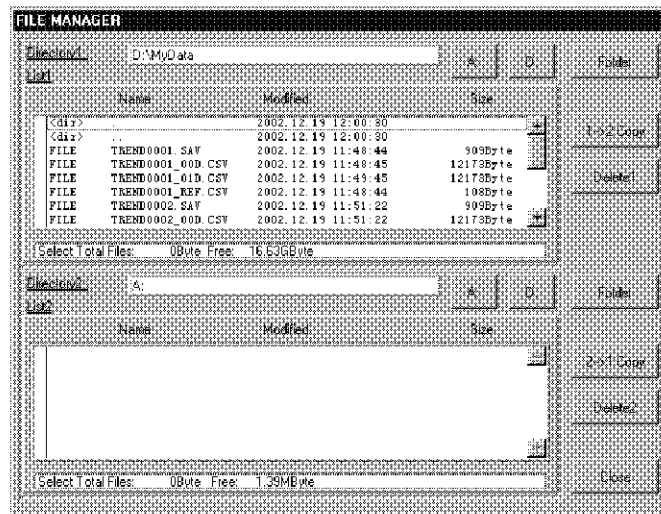 FILE MANAGER
Directory1 D:\MyData A: D: Folder
List1
Name Modified Size
<dir> . 2002.12.19 12:00:30
<dir> .. 2002.12.19 12:00:30
FILE TREND0001.SAV 2002.12.19 11:48:44 909Byte
FILE TREND0001_00D.CSV 2002.12.19 11:48:45 12173Byte
FILE TREND0001_01D.CSV 2002.12.19 11:49:45 12173Byte
FILE TREND0001_REF.CSV 2002.12.19 11:48:44 108Byte
FILE TREND0002.SAV 2002.12.19 11:51:22 909Byte
FILE TREND0002_00D.CSV 2002.12.19 11:51:22 12173Byte
1->2 Copy
Delete1
Select Total Files: 0Byte Free: 16.63GByte
Directory2 A: A: D: Folder
List2
Name Modified Size
2->1 Copy
Delete2
Select Total Files: 0Byte Free: 1.39MByte
Close